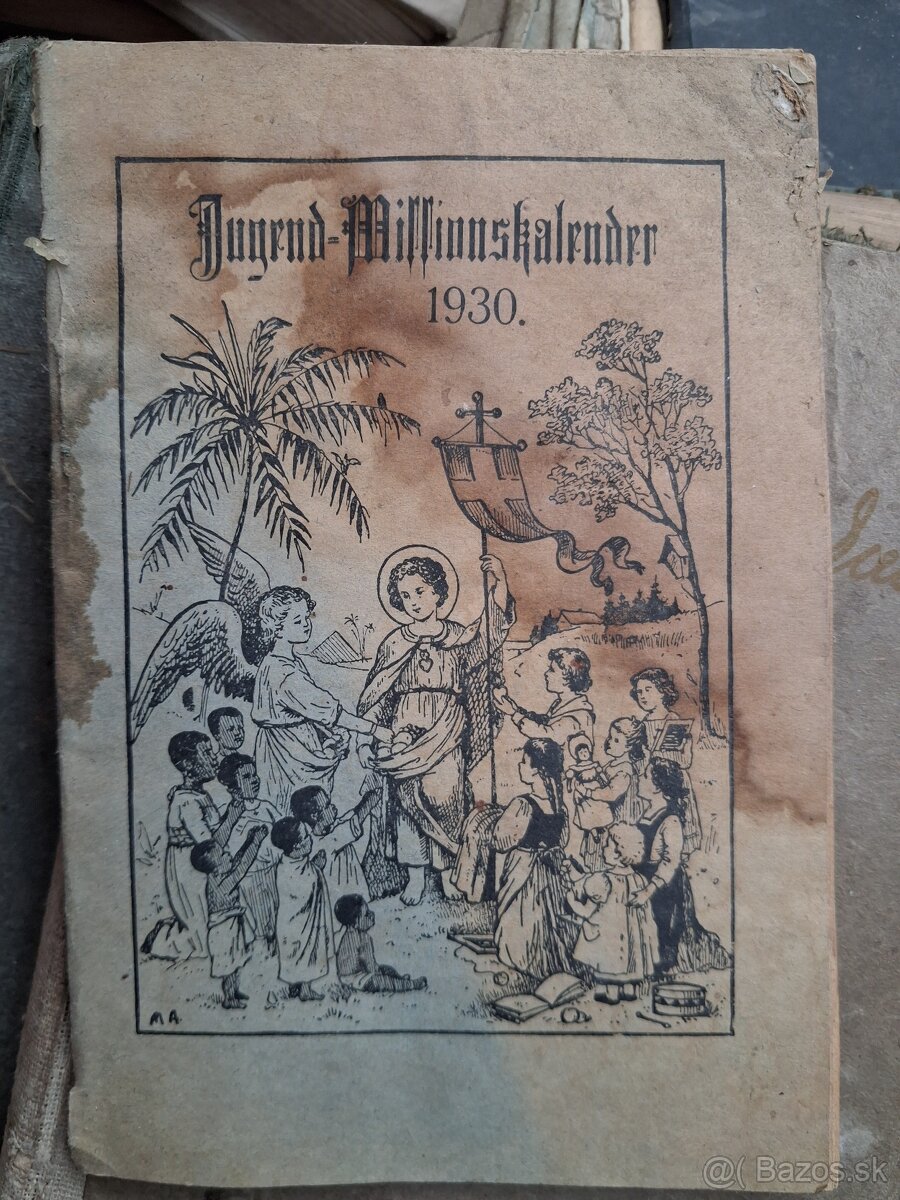 Jugend-Missionskalender
1930.
M A.
@( Bazos.sk